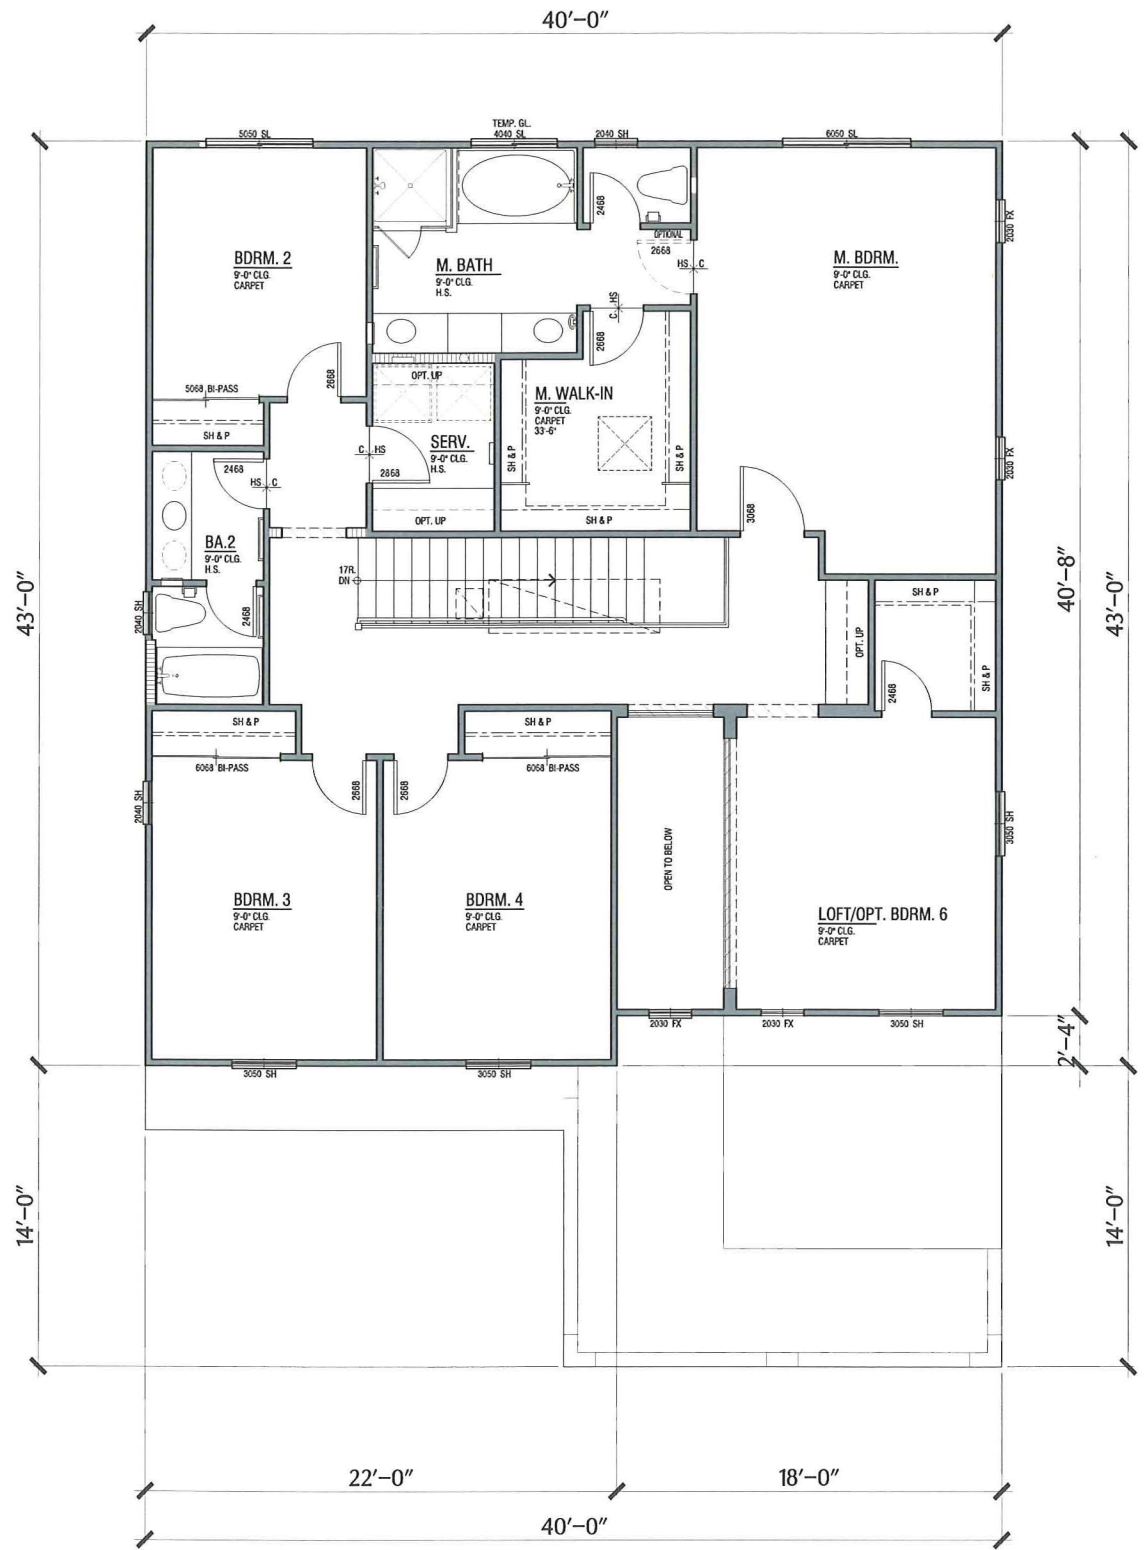 40′–0″
5050 SL
TEMP. GL.
4040 SL
2040 SH
6050 SL
2468
2030 FX
OPTIONAL
2668
HS
C
BDRM. 2
9'-0" CLG.
CARPET
M. BATH
9'-0" CLG.
H.S.
M. BDRM.
9'-0" CLG.
CARPET
HS
C
2668
2668
OPT. UP
5068 BI-PASS
M. WALK-IN
9'-0" CLG.
CARPET
33'-6"
SH & P
SERV.
9'-0" CLG.
H.S.
C
HS
2868
SH & P
SH & P
2030 FX
2468
HS
C
3068
OPT. UP
SH & P
BA.2
9'-0" CLG.
H.S.
17R.
DN
43′–0″
40′–8″
43′–0″
2040 SH
2468
SH & P
OPT. UP
SH & P
2468
SH & P
SH & P
6068 BI-PASS
6068 BI-PASS
2040 SH
2668
2668
3050 SH
OPEN TO BELOW
BDRM. 3
9'-0" CLG.
CARPET
BDRM. 4
9'-0" CLG.
CARPET
LOFT/OPT. BDRM. 6
9'-0" CLG.
CARPET
2030 FX
2030 FX
3050 SH
2′–4″
3050 SH
3050 SH
14′–0″
14′–0″
22′–0″
18′–0″
40′–0″